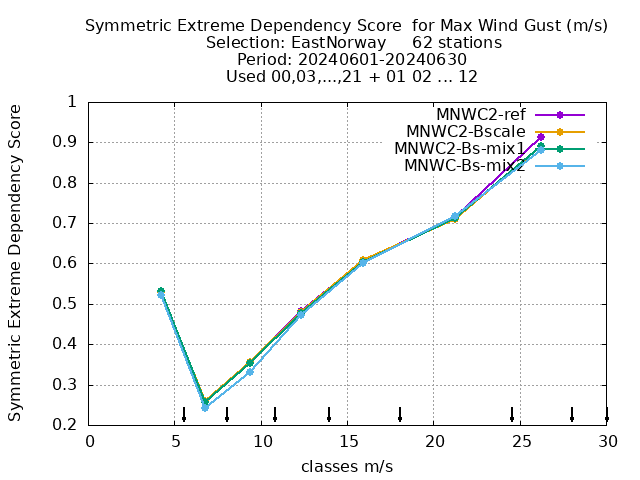 Symmetric Extreme Dependency Score  for Max Wind Gust (m/s)
Selection: EastNorway     62 stations
Period: 20240601-20240630
Used 00,03,...,21 + 01 02 ... 12
Symmetric Extreme Dependency Score
1
0.9
0.8
0.7
0.6
0.5
0.4
0.3
0.2
MNWC2-ref
MNWC2-Bscale
MNWC2-Bs-mix1
MNWC-Bs-mix2
0 5 10 15 20 25 30
classes m/s